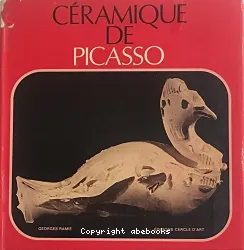 CÉRAMIQUE
DE
PICASSO
GEORGES RAMIÉ
CERCLE D'ART
Copyright abebooks